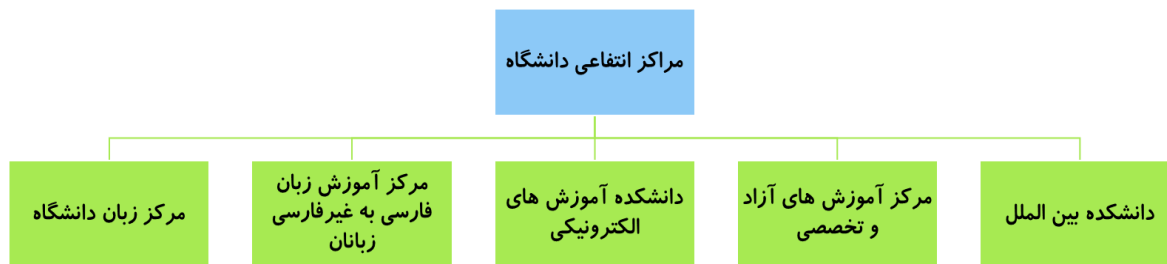 مراکز انتفاعی دانشگاه
دانشکده بین الملل
مرکز آموزش های آزاد
و تخصصی
دانشکده آموزش های
الکترونیکی
مرکز آموزش زبان
فارسی به غیرفارسی
زبانان
مرکز زبان دانشگاه